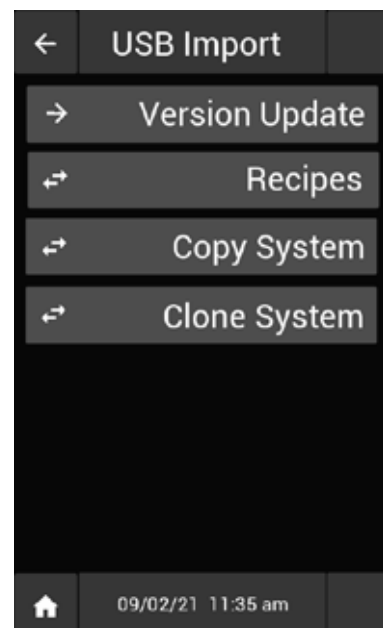 USB Import
Version Update
Recipes
Copy System
Clone System
09/02/21 11:35 am